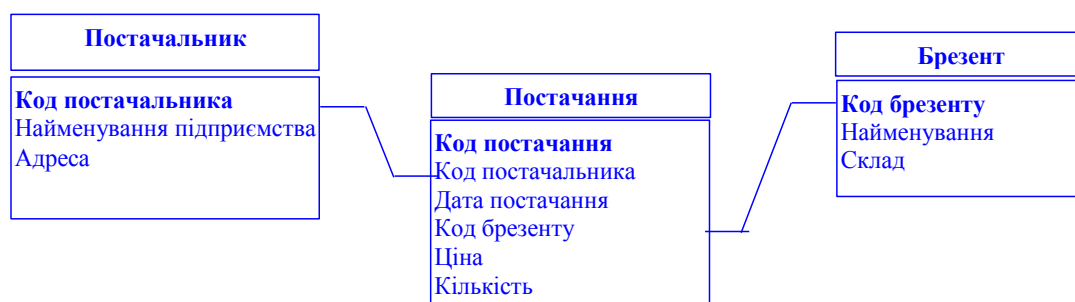 Постачальник
Код постачальника
Найменування підприємства
Адреса
Постачання
Код постачання
Код постачальника
Дата постачання
Код брезенту
Ціна
Кількість
Брезент
Код брезенту
Найменування
Склад